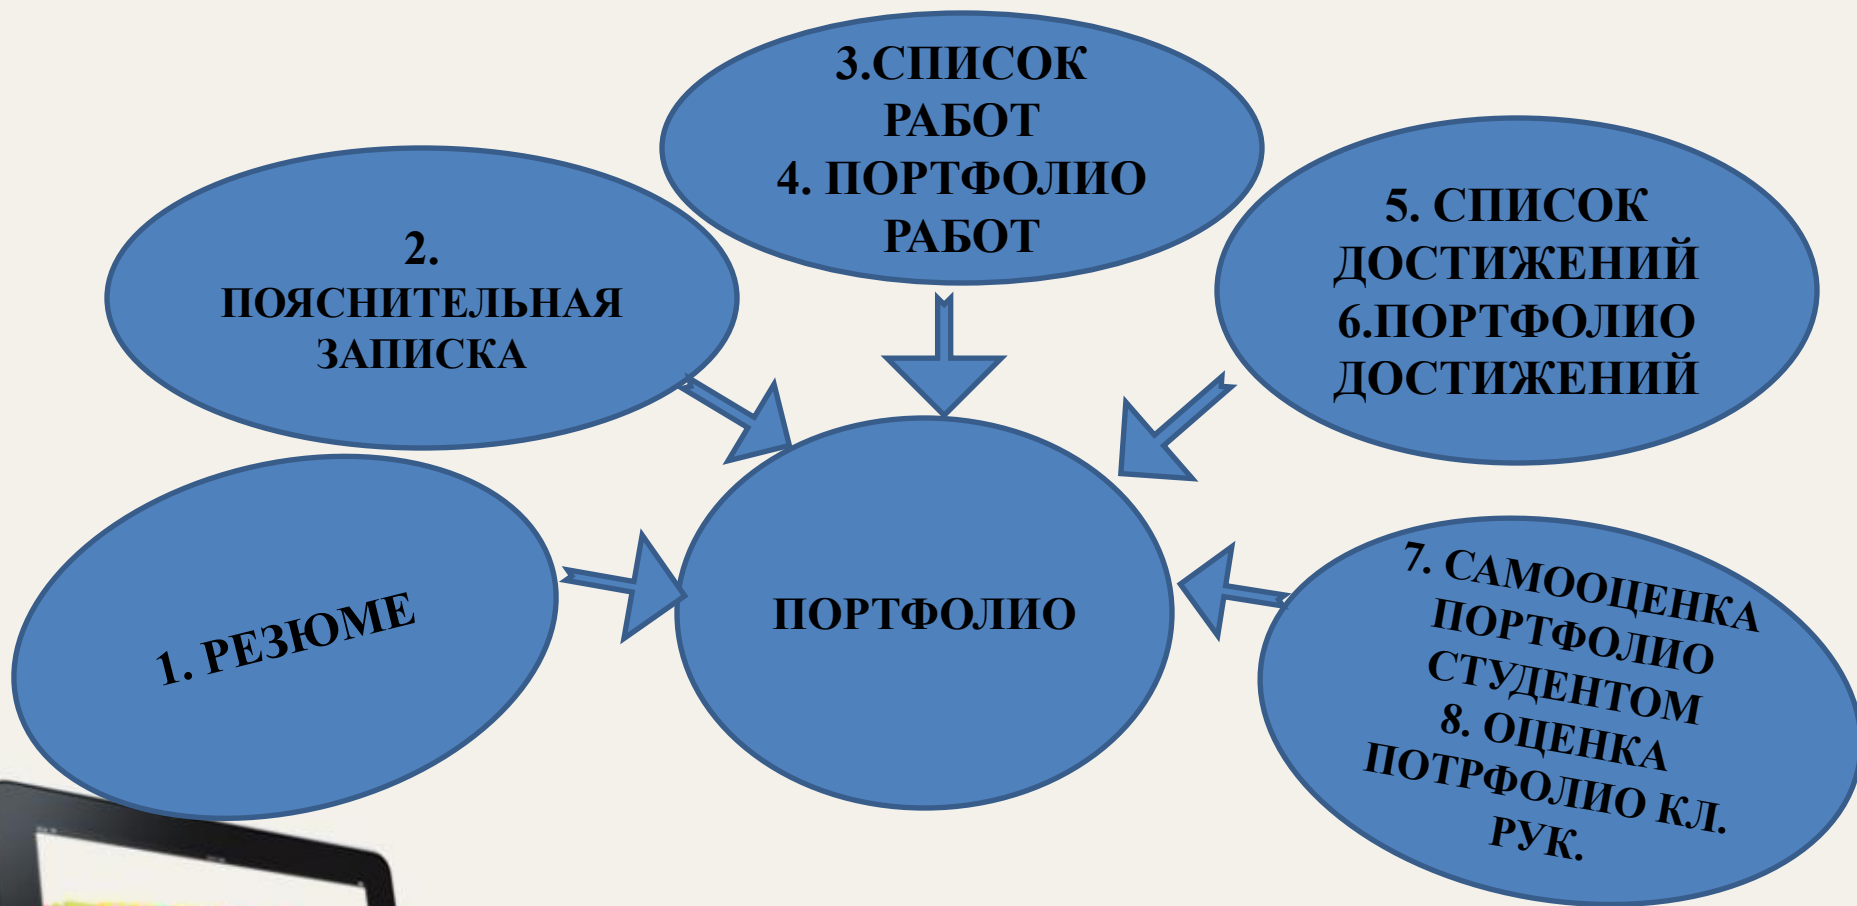 1. РЕЗЮМЕ
2.
ПОЯСНИТЕЛЬНАЯ
ЗАПИСКА
3.СПИСОК
РАБОТ
4. ПОРТФОЛИО
РАБОТ
5. СПИСОК
ДОСТИЖЕНИЙ
6.ПОРТФОЛИО
ДОСТИЖЕНИЙ
7. САМООЦЕНКА
ПОРТФОЛИО
СТУДЕНТОМ
8. ОЦЕНКА
ПОТРФОЛИО КЛ.
РУК.
ПОРТФОЛИО